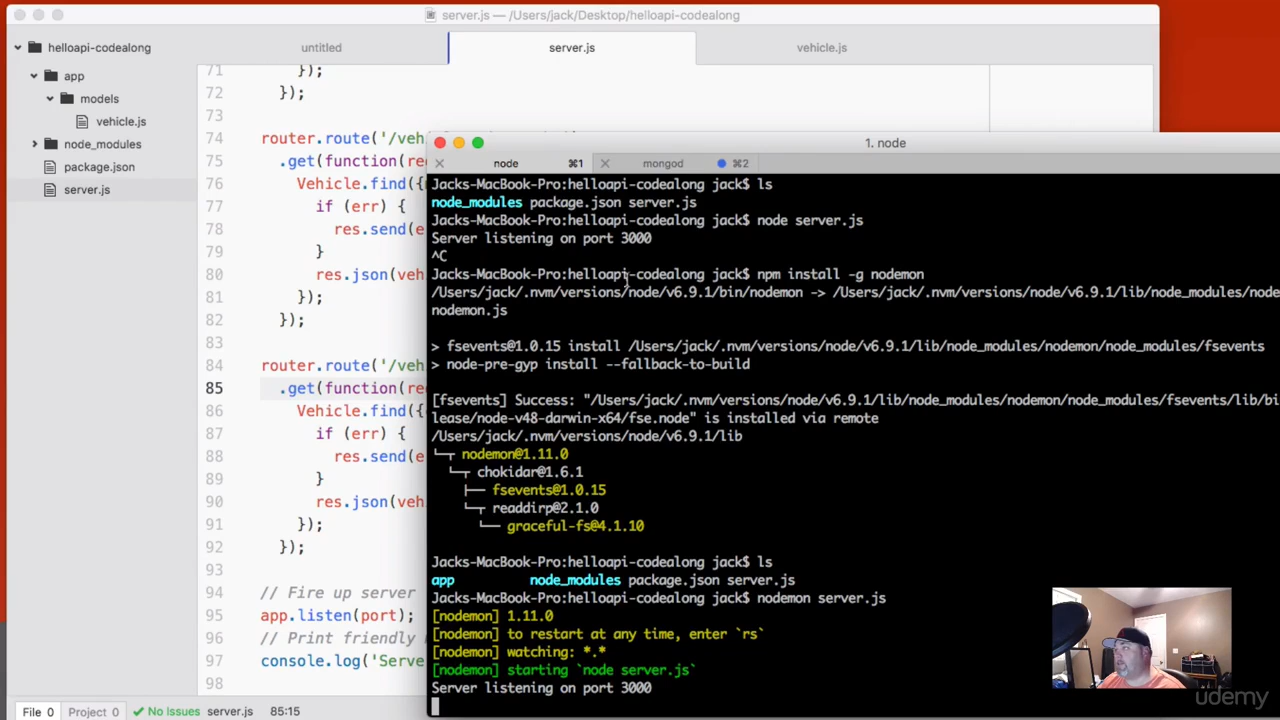 server.js — /Users/jack/Desktop/helloapi-codealong
helloapi-codealong
app
models
vehicle.js
node_modules
package.json
server.js
untitled
server.js
vehicle.js
71 });
72 });
73
74 router.route('/veh
75 .get(function(re
76 Vehicle.find({
77 if (err) {
78 res.send(e
79 }
80 res.json(veh
81 });
82 });
83
84 router.route('/veh
85 .get(function(re
86 Vehicle.find({
87 if (err) {
88 res.send(e
89 }
90 res.json(veh
91 });
92 });
93
94 // Fire up server
95 app.listen(port);
96 // Print friendly
97 console.log('Serve
98
File 0 Project 0 No Issues server.js 85:15
1. node
node ⌘1 mongod ⌘2
Jacks-MacBook-Pro:helloapi-codealong jack$ ls
node_modules package.json server.js
Jacks-MacBook-Pro:helloapi-codealong jack$ node server.js
Server listening on port 3000
^C
Jacks-MacBook-Pro:helloapi-codealong jack$ npm install -g nodemon
/Users/jack/.nvm/versions/node/v6.9.1/bin/nodemon -> /Users/jack/.nvm/versions/node/v6.9.1/lib/node_modules/node
nodemon.js
> fsevents@1.0.15 install /Users/jack/.nvm/versions/node/v6.9.1/lib/node_modules/nodemon/node_modules/fsevents
> node-pre-gyp install --fallback-to-build
[fsevents] Success: "/Users/jack/.nvm/versions/node/v6.9.1/lib/node_modules/nodemon/node_modules/fsevents/lib/bi
lease/node-v48-darwin-x64/fse.node" is installed via remote
/Users/jack/.nvm/versions/node/v6.9.1/lib
└─┬ nodemon@1.11.0
└─┬ chokidar@1.6.1
├── fsevents@1.0.15
└─┬ readdirp@2.1.0
└── graceful-fs@4.1.10
Jacks-MacBook-Pro:helloapi-codealong jack$ ls
app node_modules package.json server.js
Jacks-MacBook-Pro:helloapi-codealong jack$ nodemon server.js
[nodemon] 1.11.0
[nodemon] to restart at any time, enter `rs`
[nodemon] watching: *.*
[nodemon] starting `node server.js`
Server listening on port 3000
udemy